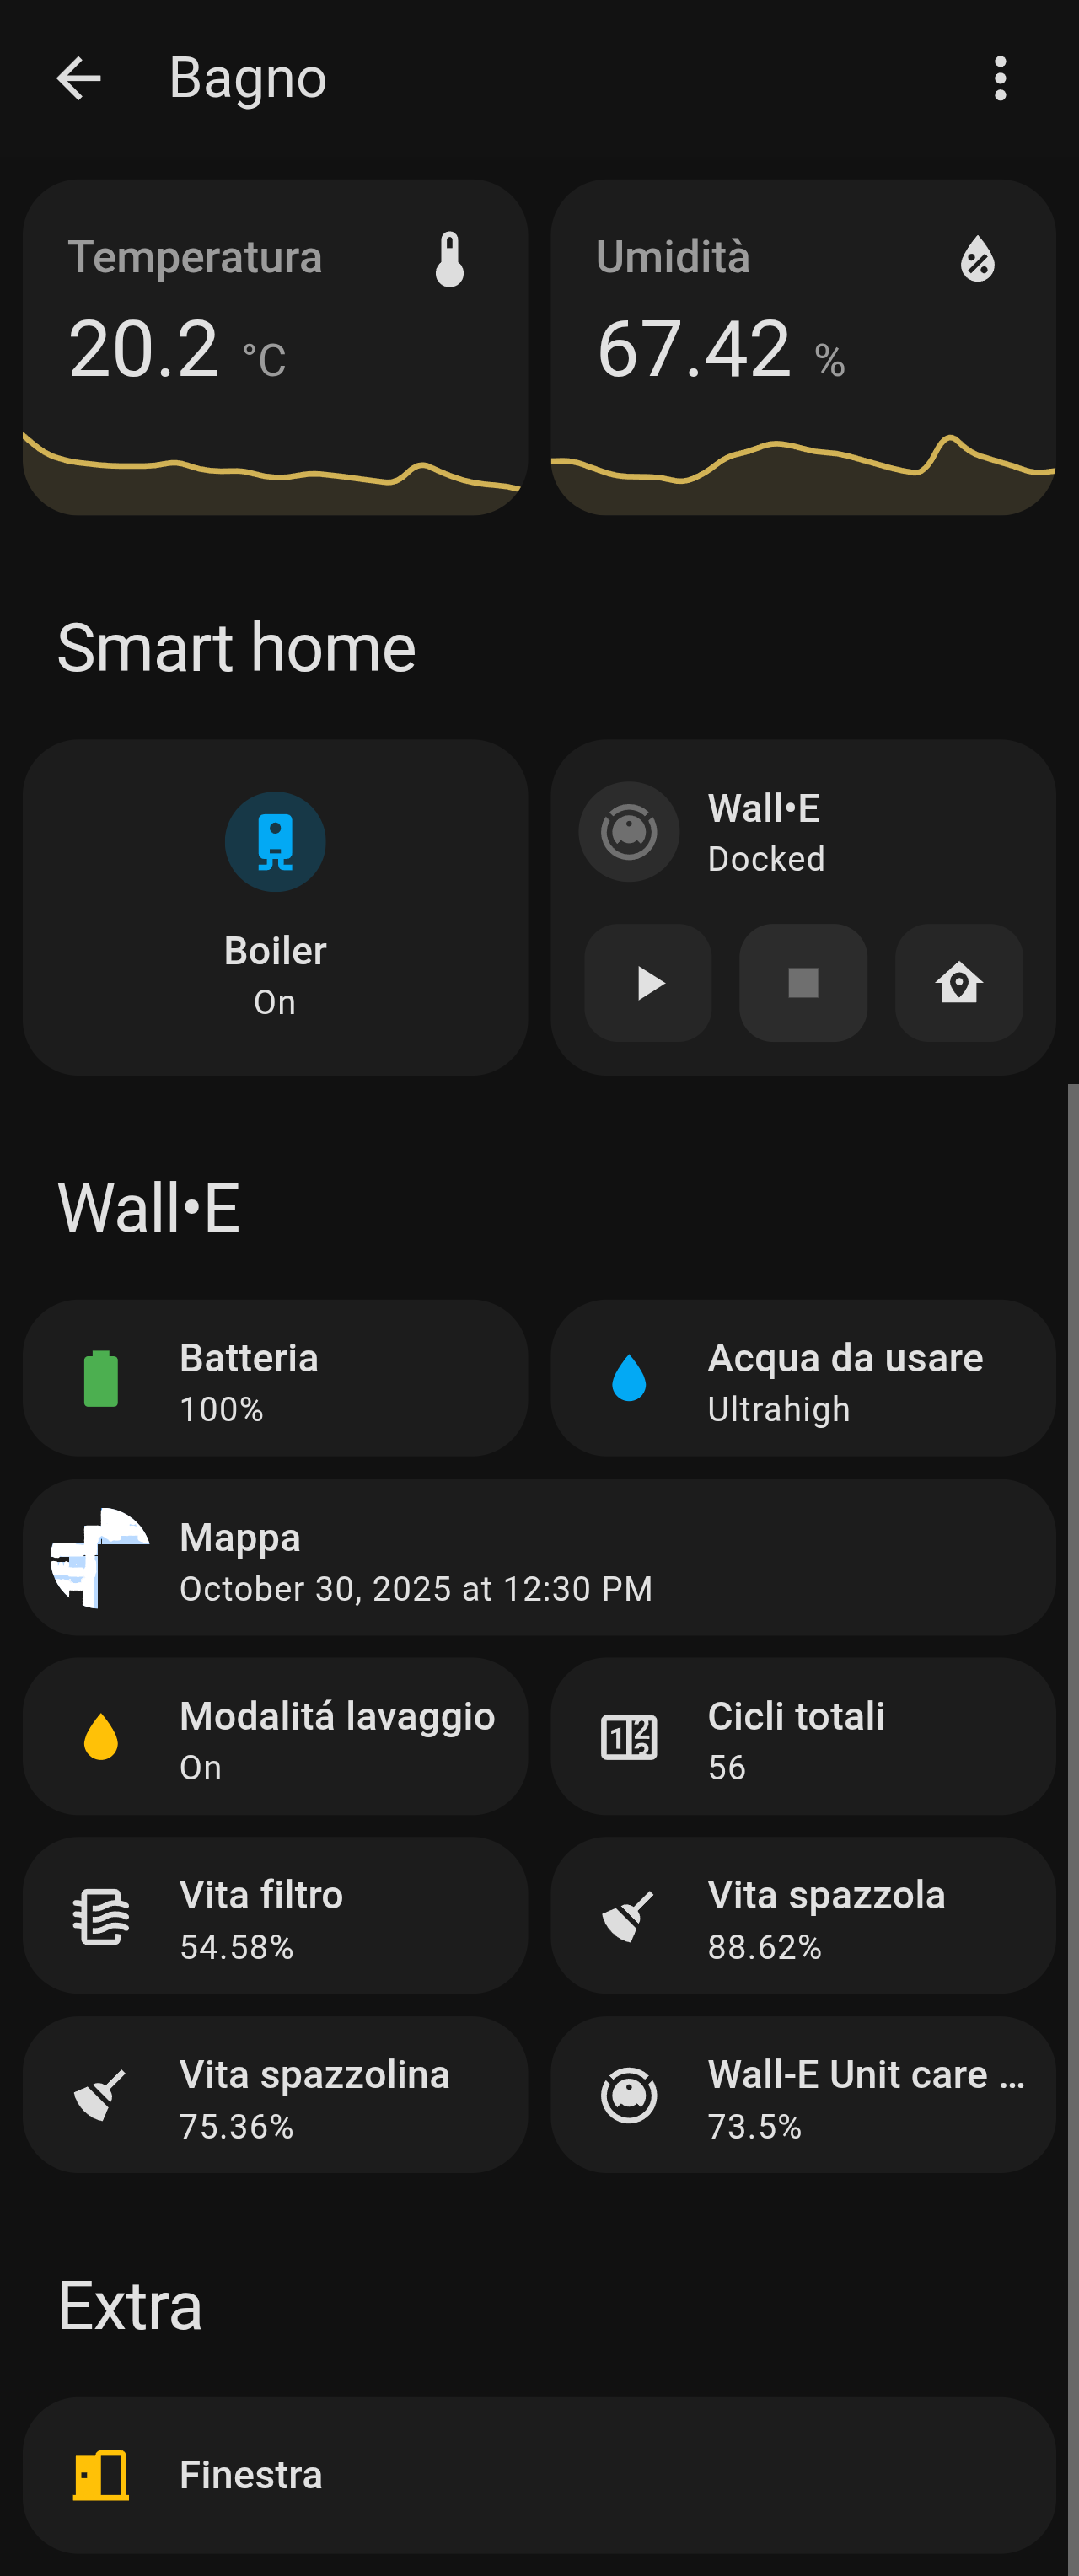 Bagno
Temperatura
20.2 °C
Umidità
67.42 %
Smart home
Boiler
On
Wall•E
Docked
Wall•E
Batteria
100%
Acqua da usare
Ultrahigh
Mappa
October 30, 2025 at 12:30 PM
Modalitá lavaggio
On
Cicli totali
56
Vita filtro
54.58%
Vita spazzola
88.62%
Vita spazzolina
75.36%
Wall-E Unit care …
73.5%
Extra
Finestra